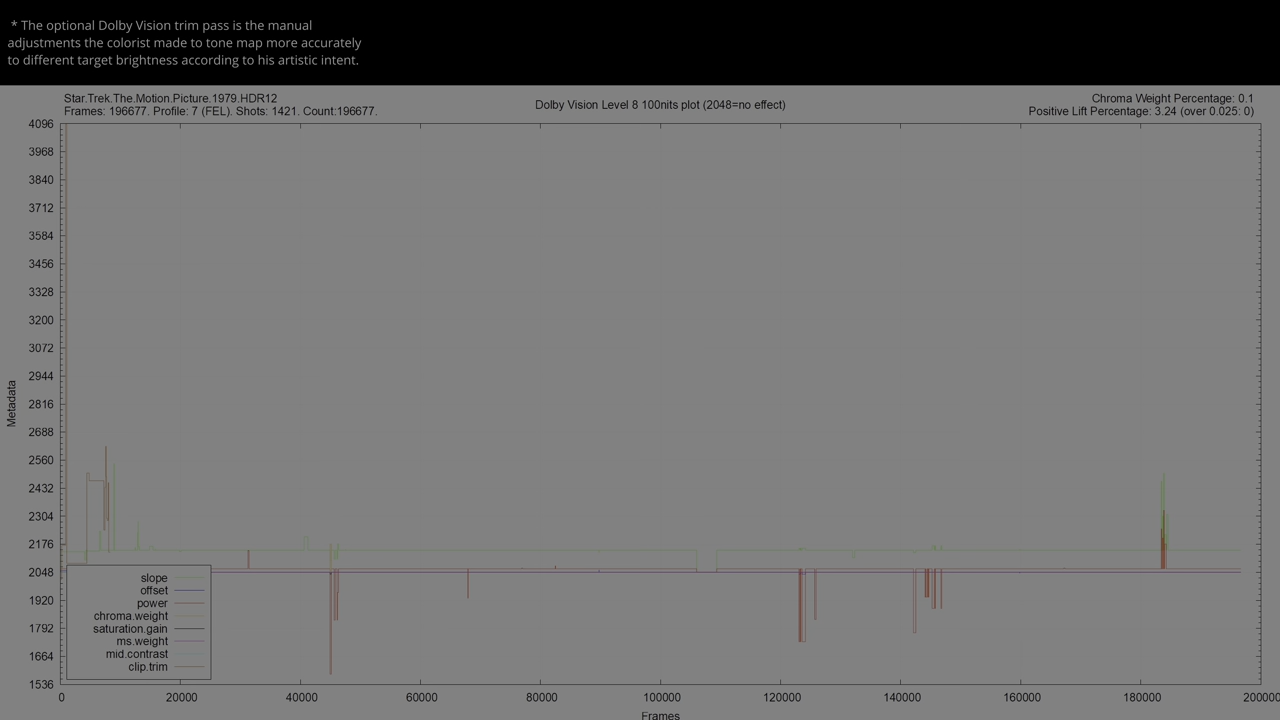 * The optional Dolby Vision trim pass is the manual
adjustments the colorist made to tone map more accurately
to different target brightness according to his artistic intent.
Star.Trek.The.Motion.Picture.1979.HDR12
Frames: 196677. Profile: 7 (FEL). Shots: 1421. Count:196677.
Dolby Vision Level 8 100nits plot (2048=no effect)
Chroma Weight Percentage: 0.1
Positive Lift Percentage: 3.24 (over 0.025: 0)
4096
3968
3840
3712
3584
3456
3328
3200
3072
2944
2816
2688
2560
2432
2304
2176
2048
1920
1792
1664
1536
Metadata
slope
offset
power
chroma.weight
saturation.gain
ms.weight
mid.contrast
clip.trim
0 20000 40000 60000 80000 100000 120000 140000 160000 180000 200000
Frames